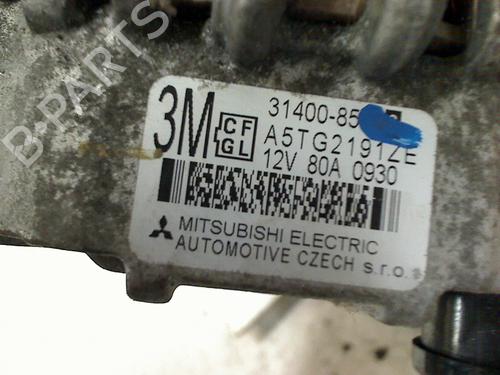 B-PARTS
3M
CF
GL
31400-85
A5TG2191ZE
12V 80A 0930
MITSUBISHI ELECTRIC
AUTOMOTIVE CZECH s.r.o.